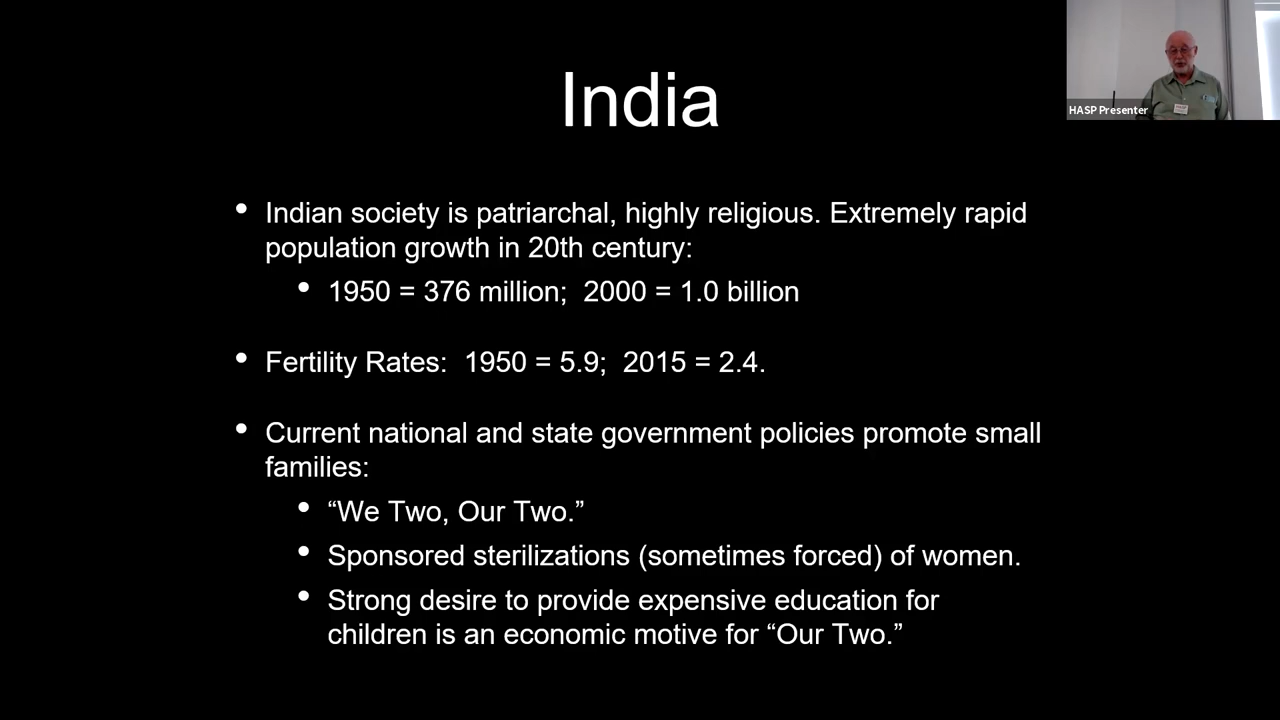 India
HASP Presenter
• Indian society is patriarchal, highly religious. Extremely rapid
population growth in 20th century:
• 1950 = 376 million;  2000 = 1.0 billion
• Fertility Rates:  1950 = 5.9;  2015 = 2.4.
• Current national and state government policies promote small
families:
• “We Two, Our Two.”
• Sponsored sterilizations (sometimes forced) of women.
• Strong desire to provide expensive education for
children is an economic motive for “Our Two.”